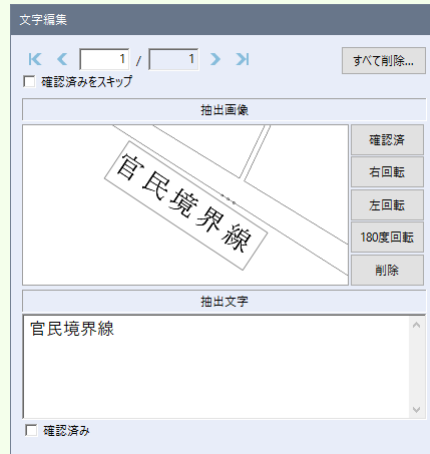 文字編集
1 / 1
すべて削除...
確認済みをスキップ
抽出画像
官民境界線
確認済
右回転
左回転
180度回転
削除
抽出文字
官民境界線
確認済み